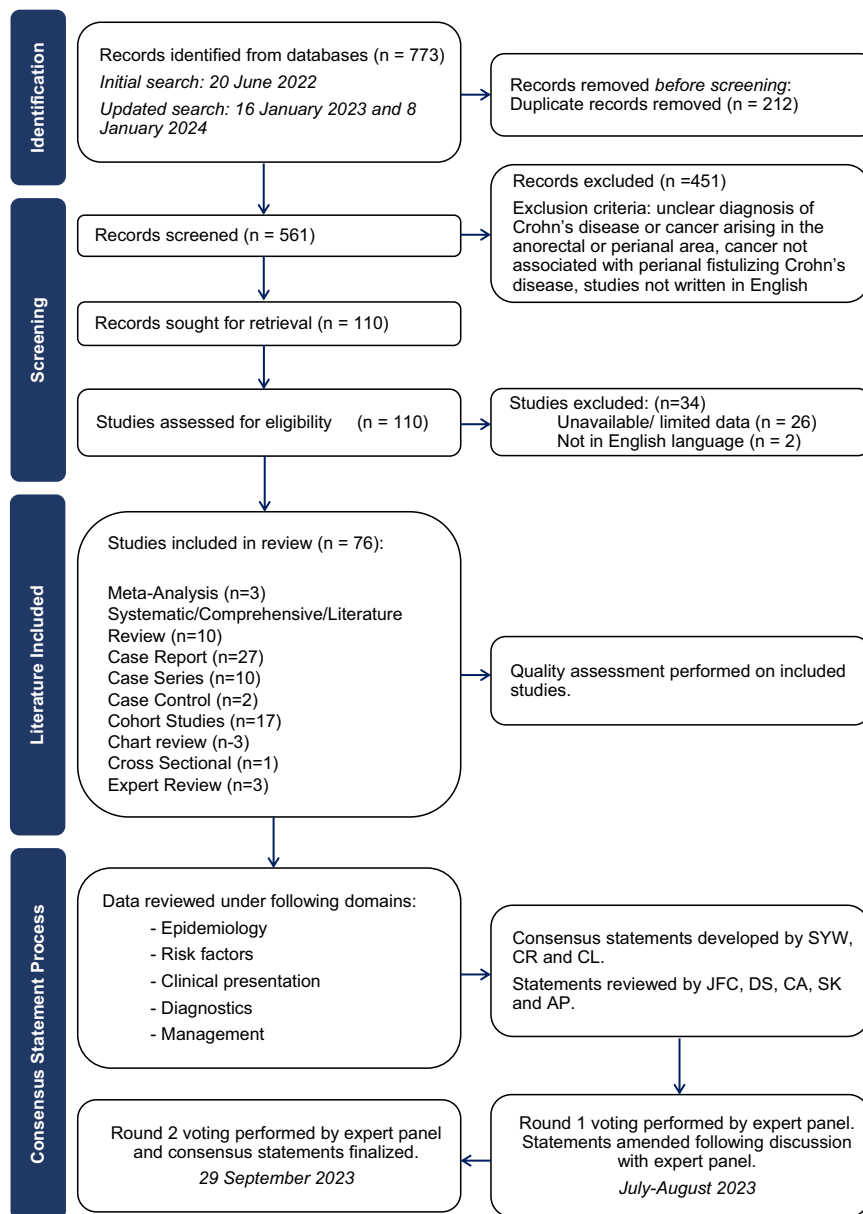 Identification
Records identified from databases (n = 773)
Initial search: 20 June 2022
Updated search: 16 January 2023 and 8
January 2024
Records removed before screening:
Duplicate records removed (n = 212)
Screening
Records screened (n = 561)
Records excluded (n =451)
Exclusion criteria: unclear diagnosis of
Crohn's disease or cancer arising in the
anorectal or perianal area, cancer not
associated with perianal fistulizing Crohn's
disease, studies not written in English
Records sought for retrieval (n = 110)
Studies assessed for eligibility (n = 110)
Studies excluded: (n=34)
Unavailable/ limited data (n = 26)
Not in English language (n = 2)
Literature Included
Studies included in review (n = 76):
Meta-Analysis (n=3)
Systematic/Comprehensive/Literature
Review (n=10)
Case Report (n=27)
Case Series (n=10)
Case Control (n=2)
Cohort Studies (n=17)
Chart review (n-3)
Cross Sectional (n=1)
Expert Review (n=3)
Quality assessment performed on included
studies.
Consensus Statement Process
Data reviewed under following domains:
- Epidemiology
- Risk factors
- Clinical presentation
- Diagnostics
- Management
Consensus statements developed by SYW,
CR and CL.
Statements reviewed by JFC, DS, CA, SK
and AP.
Round 1 voting performed by expert panel.
Statements amended following discussion
with expert panel.
July-August 2023
Round 2 voting performed by expert panel
and consensus statements finalized.
29 September 2023